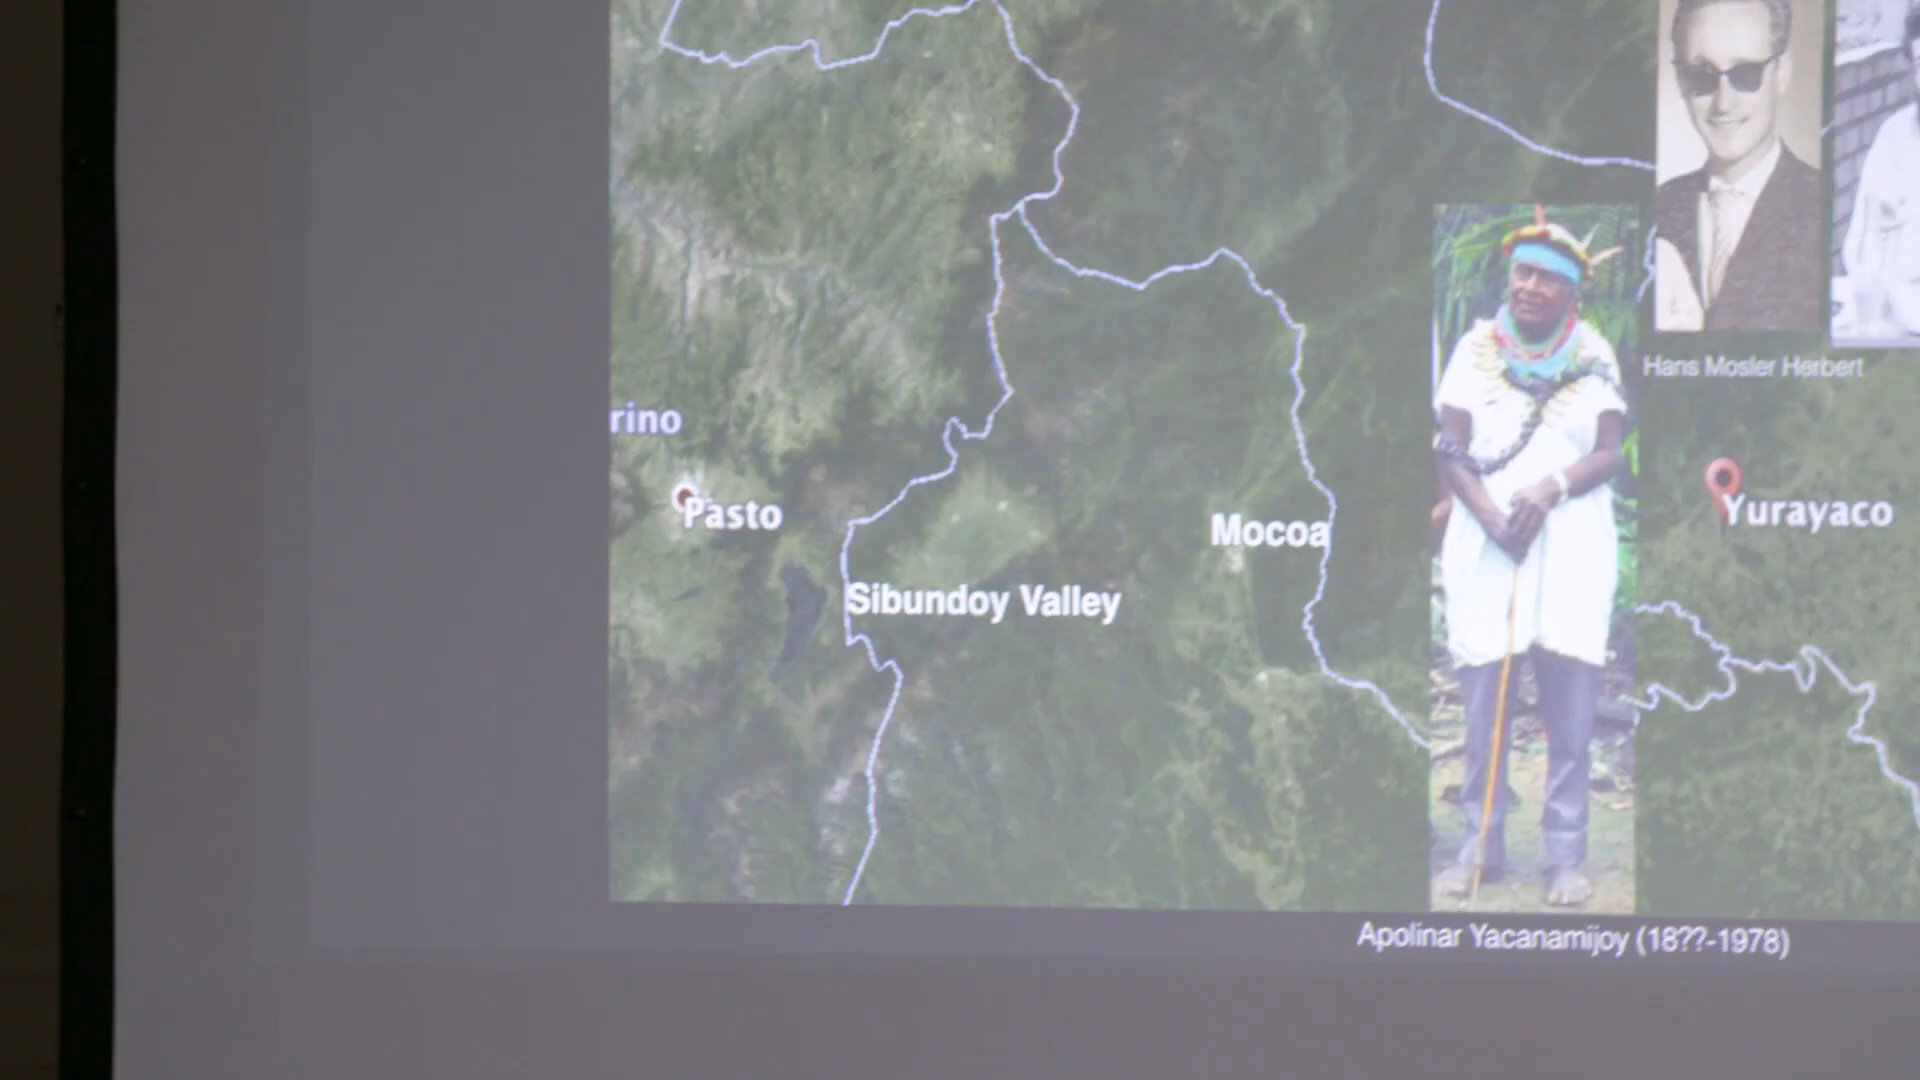 Hans Mosler Herbert
rino
Pasto
Yurayaco
Mocoa
Sibundoy Valley
Apolinar Yacanamijoy (18??-1978)